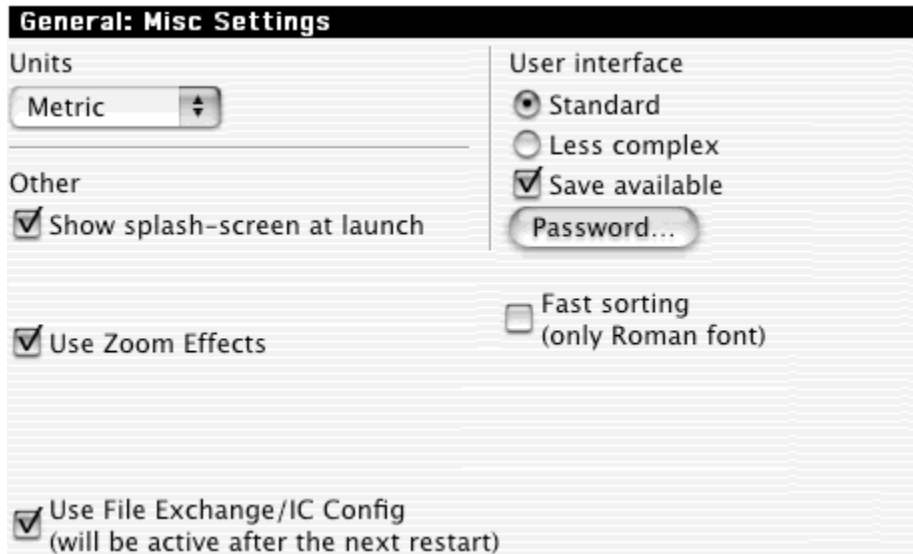 General: Misc Settings
Units
Metric
Other
Show splash-screen at launch
Use Zoom Effects
Use File Exchange/IC Config
(will be active after the next restart)
User interface
Standard
Less complex
Save available
Password...
Fast sorting
(only Roman font)